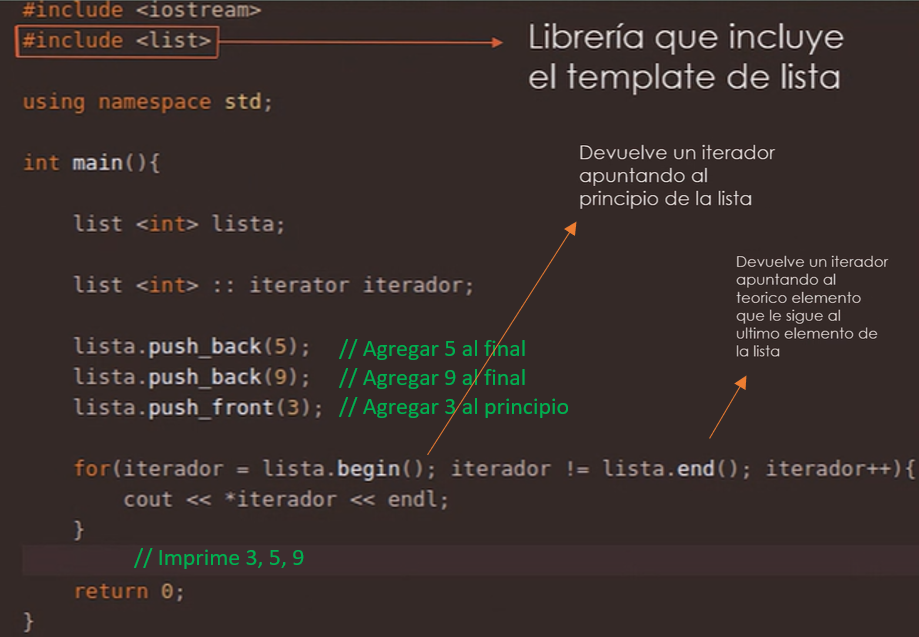 #include <iostream>
#include <list>
Librería que incluye
el template de lista
using namespace std;
int main(){
Devuelve un iterador
apuntando al
principio de la lista
list <int> lista;
list <int> :: iterator iterador;
Devuelve un iterador
apuntando al
teorico elemento
que le sigue al
ultimo elemento de
la lista
lista.push_back(5); // Agregar 5 al final
lista.push_back(9); // Agregar 9 al final
lista.push_front(3); // Agregar 3 al principio
for(iterador = lista.begin(); iterador != lista.end(); iterador++){
cout << *iterador << endl;
}
// Imprime 3, 5, 9
return 0;
}